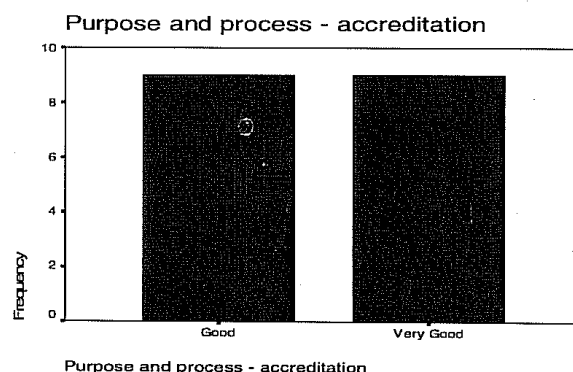 Purpose and process - accreditation
10
8
6
4
2
0
Frequency
Good Very Good
Purpose and process - accreditation